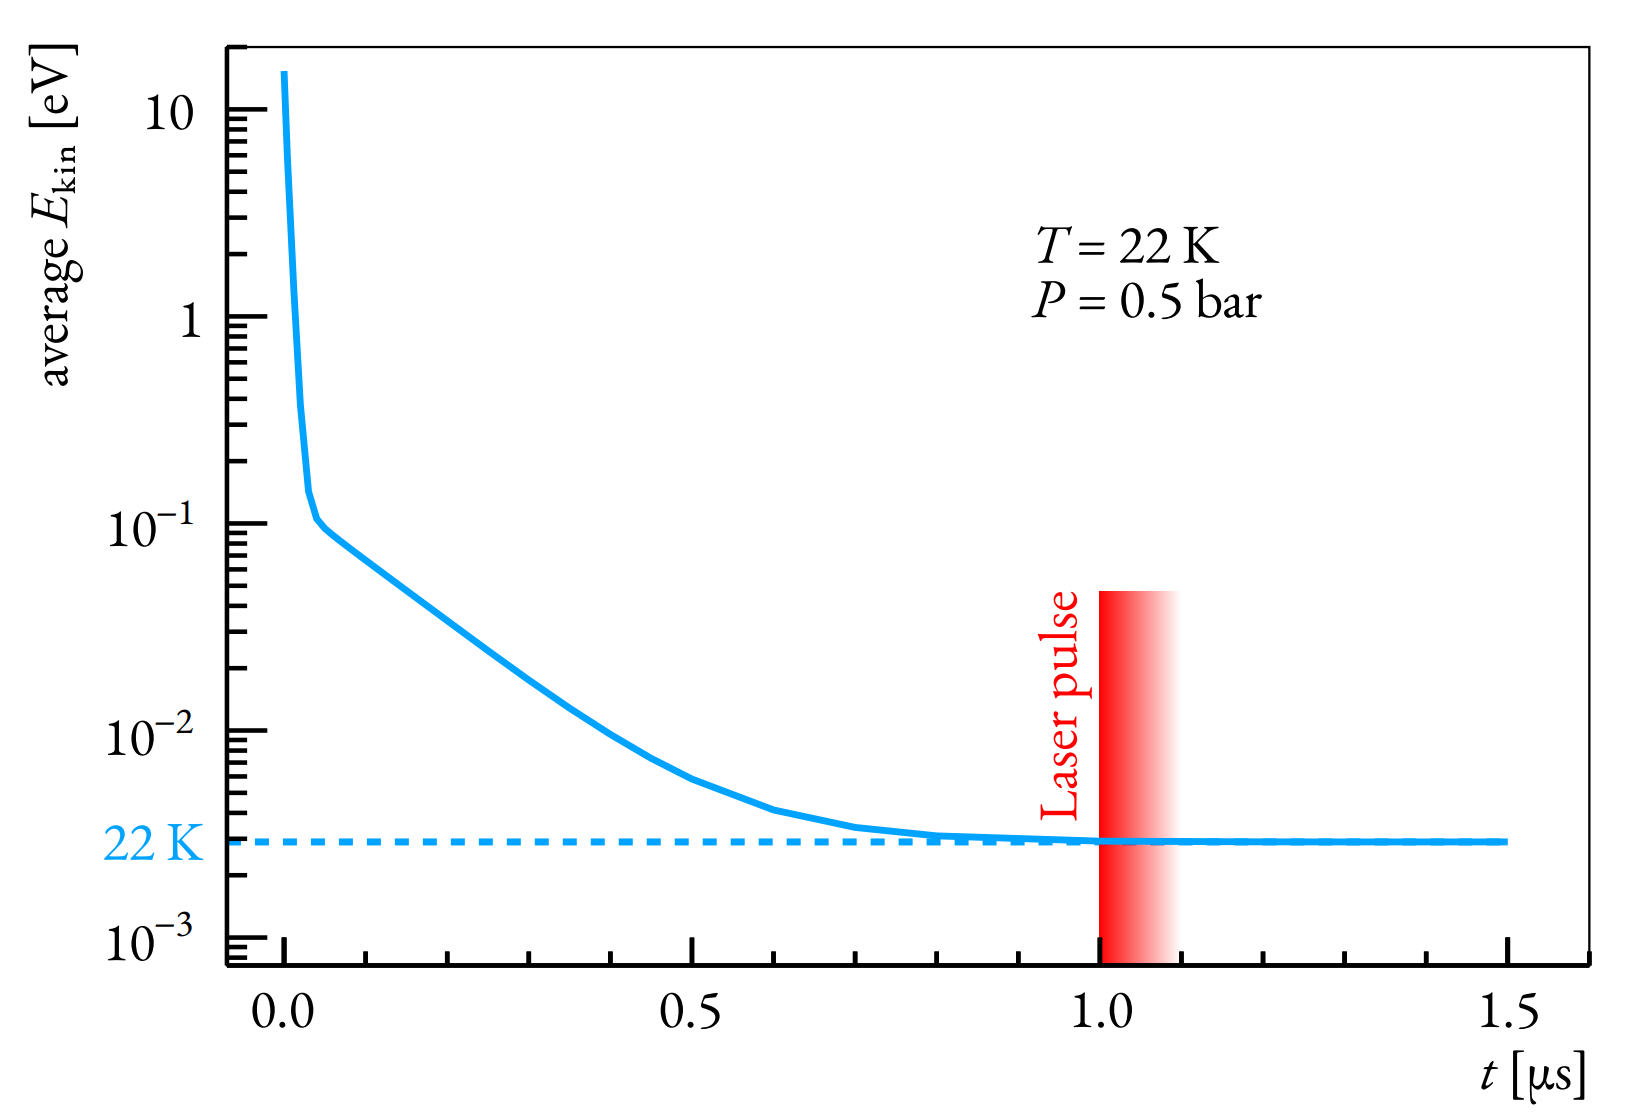 average Eₖᵢₙ [eV]
10
1
10⁻¹
10⁻²
22 K
10⁻³
T = 22 K
P = 0.5 bar
Laser pulse
0.0 0.5 1.0 1.5
t [μs]